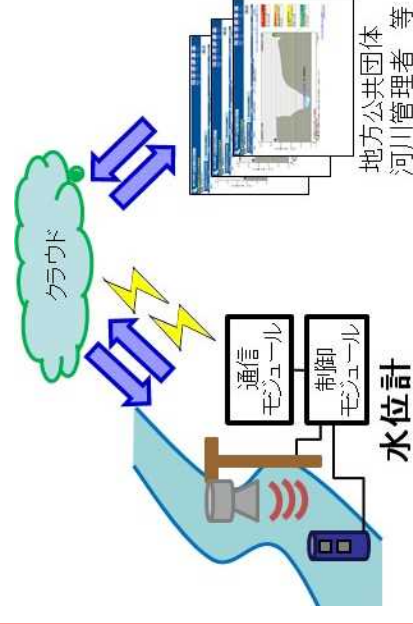 クラウド
通信
モジュール
制御
モジュール
水位計
地方公共団体
河川管理者　等